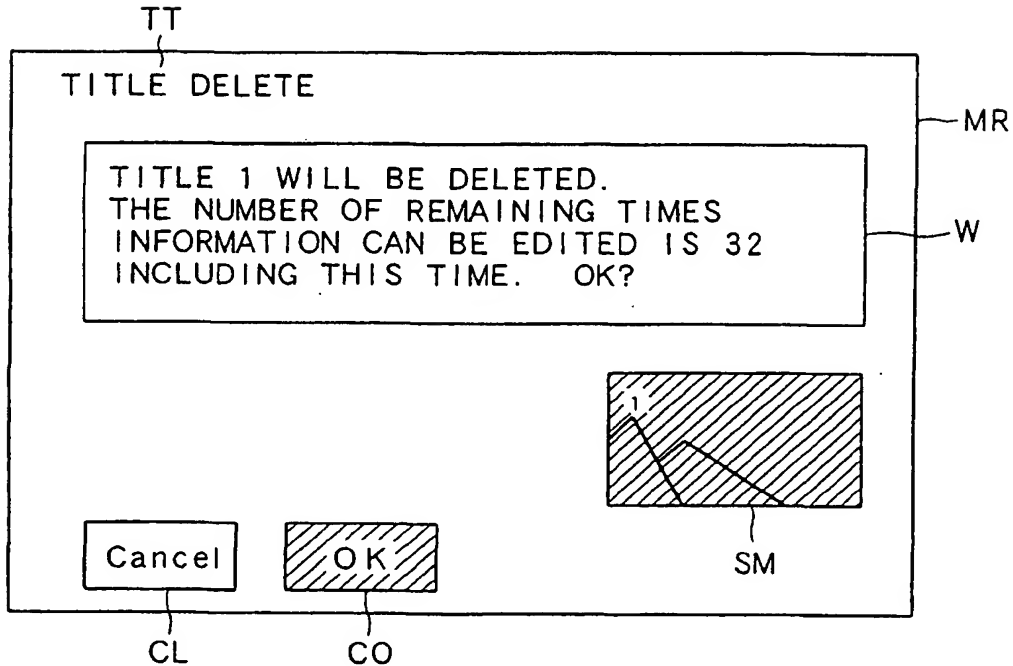 TT
TITLE DELETE
MR
TITLE 1 WILL BE DELETED.
THE NUMBER OF REMAINING TIMES
INFORMATION CAN BE EDITED IS 32
INCLUDING THIS TIME. OK?
W
1
Cancel
OK
SM
CL
CO